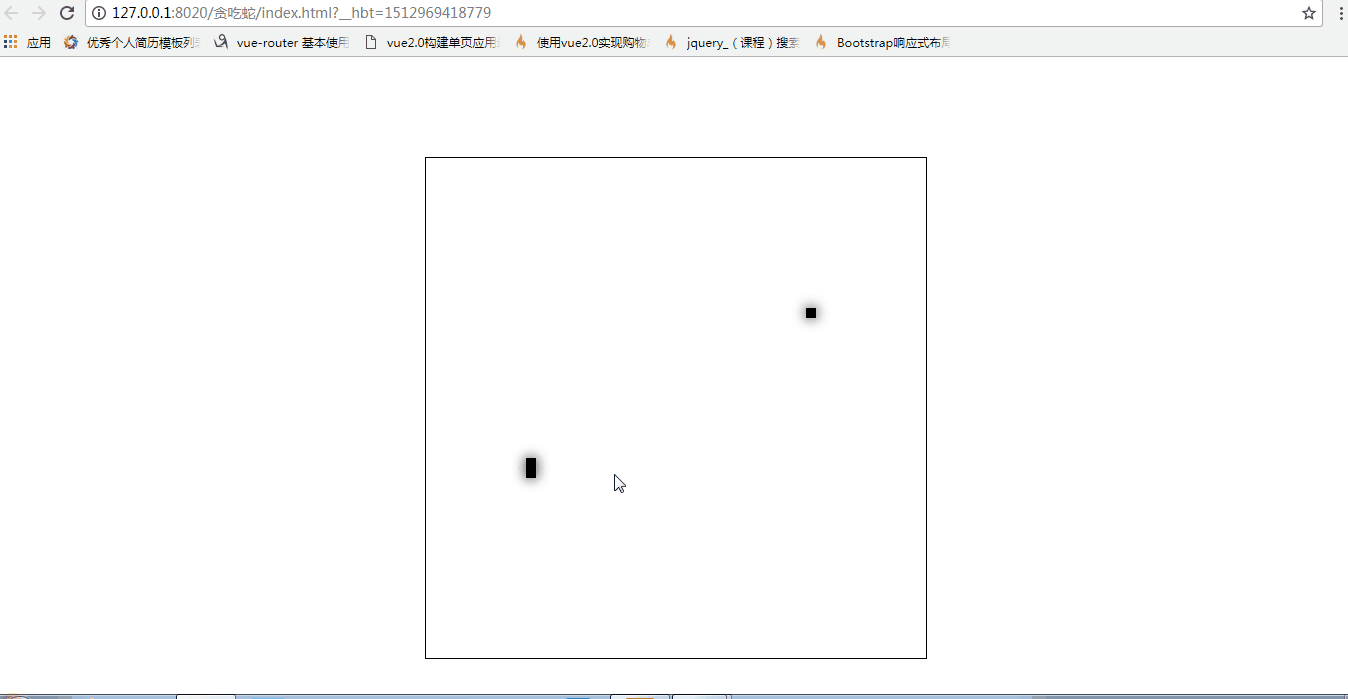 127.0.0.1:8020/贪吃蛇/index.html?__hbt=1512969418779
应用 优秀个人简历模板列 vue-router 基本使用 vue2.0构建单页应用 使用vue2.0实现购物 jquery_（课程）搜索 Bootstrap响应式布局